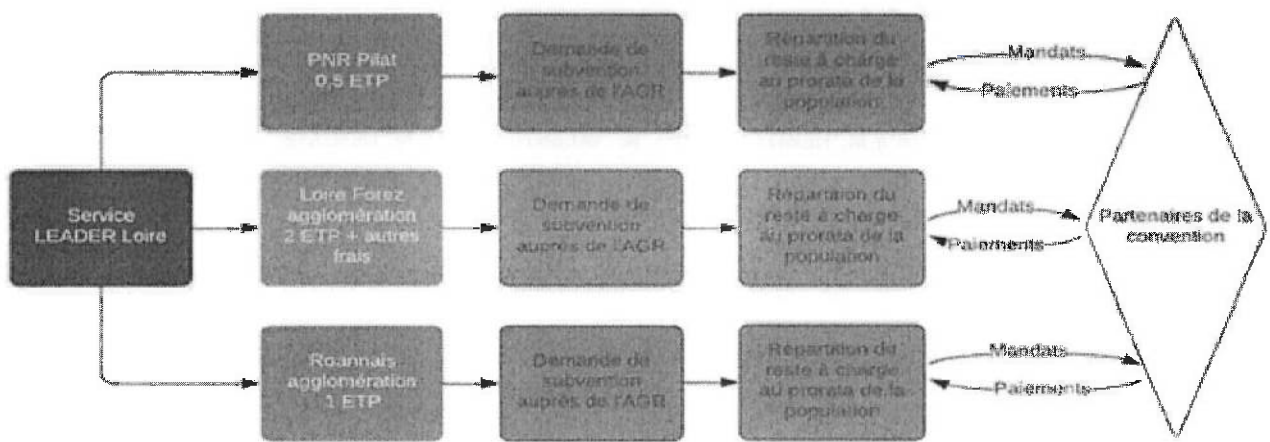 PNR Pilat
0,5 ETP
Demande de
subvention
auprès de l'AGR
Répartition du
reste à charge
au prorata de la
population
Mandats
Paiements
Service
LEADER Loire
Loire Forez
agglomération
2 ETP + autres
frais
Demande de
subvention
auprès de l'AGR
Répartition du
reste à charge
au prorata de la
population
Mandats
Paiements
Partenaires de la
convention
Roannais
agglomération
1 ETP
Demande de
subvention
auprès de l'AGR
Répartition du
reste à charge
au prorata de la
population
Mandats
Paiements